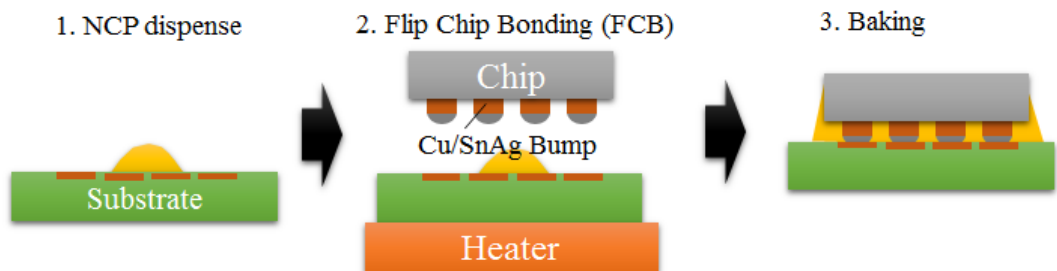 1. NCP dispense
2. Flip Chip Bonding (FCB)
3. Baking
Chip
Cu/SnAg Bump
Substrate
Heater